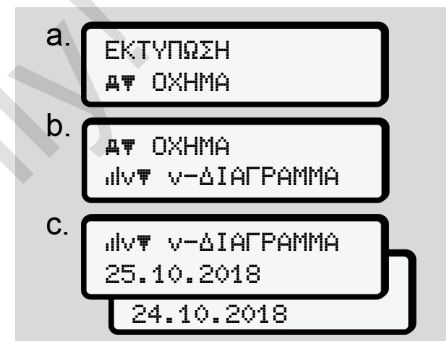 a.
ΕΚΤΥΠΩΣΗ
ΟΧΗΜΑ
b.
ΟΧΗΜΑ
v v-ΔΙΑΓΡΑΜΜΑ
c.
v v-ΔΙΑΓΡΑΜΜΑ
25.10.2018
24.10.2018